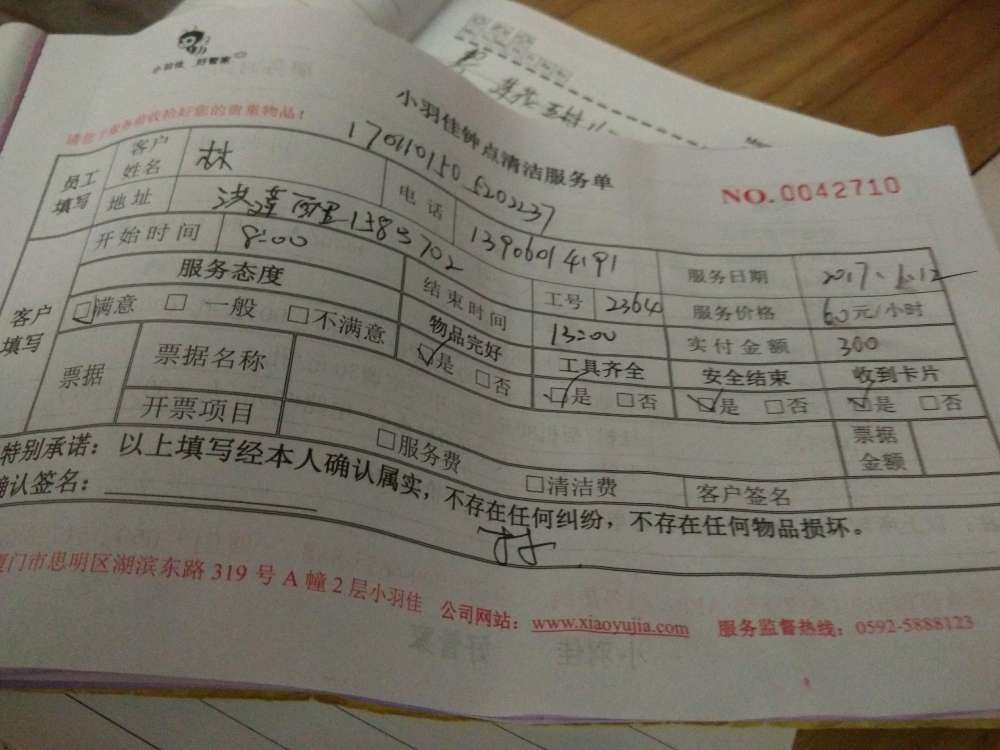 小羽佳 好管家
请您于服务前收拾好您的贵重物品！
小羽佳钟点清洁服务单
NO.0042710
员工填写 客户姓名 林 电话 13906014191 服务日期
地址 工号 23640 服务价格 60元/小时
客户填写 开始时间 8:00 结束时间 13:00 实付金额 300
服务态度 物品完好 工具齐全 安全结束 收到卡片
□满意 □一般 □不满意 □是 □否 □是 □否 □是 □否 □是 □否
票据 票据名称 票据金额
开票项目 □服务费 □清洁费 客户签名
特别承诺：以上填写经本人确认属实，不存在任何纠纷，不存在任何物品损坏。
确认签名：
林
厦门市思明区湖滨东路 319 号 A 幢 2 层小羽佳 公司网站：www.xiaoyujia.com 服务监督热线：0592-5888123